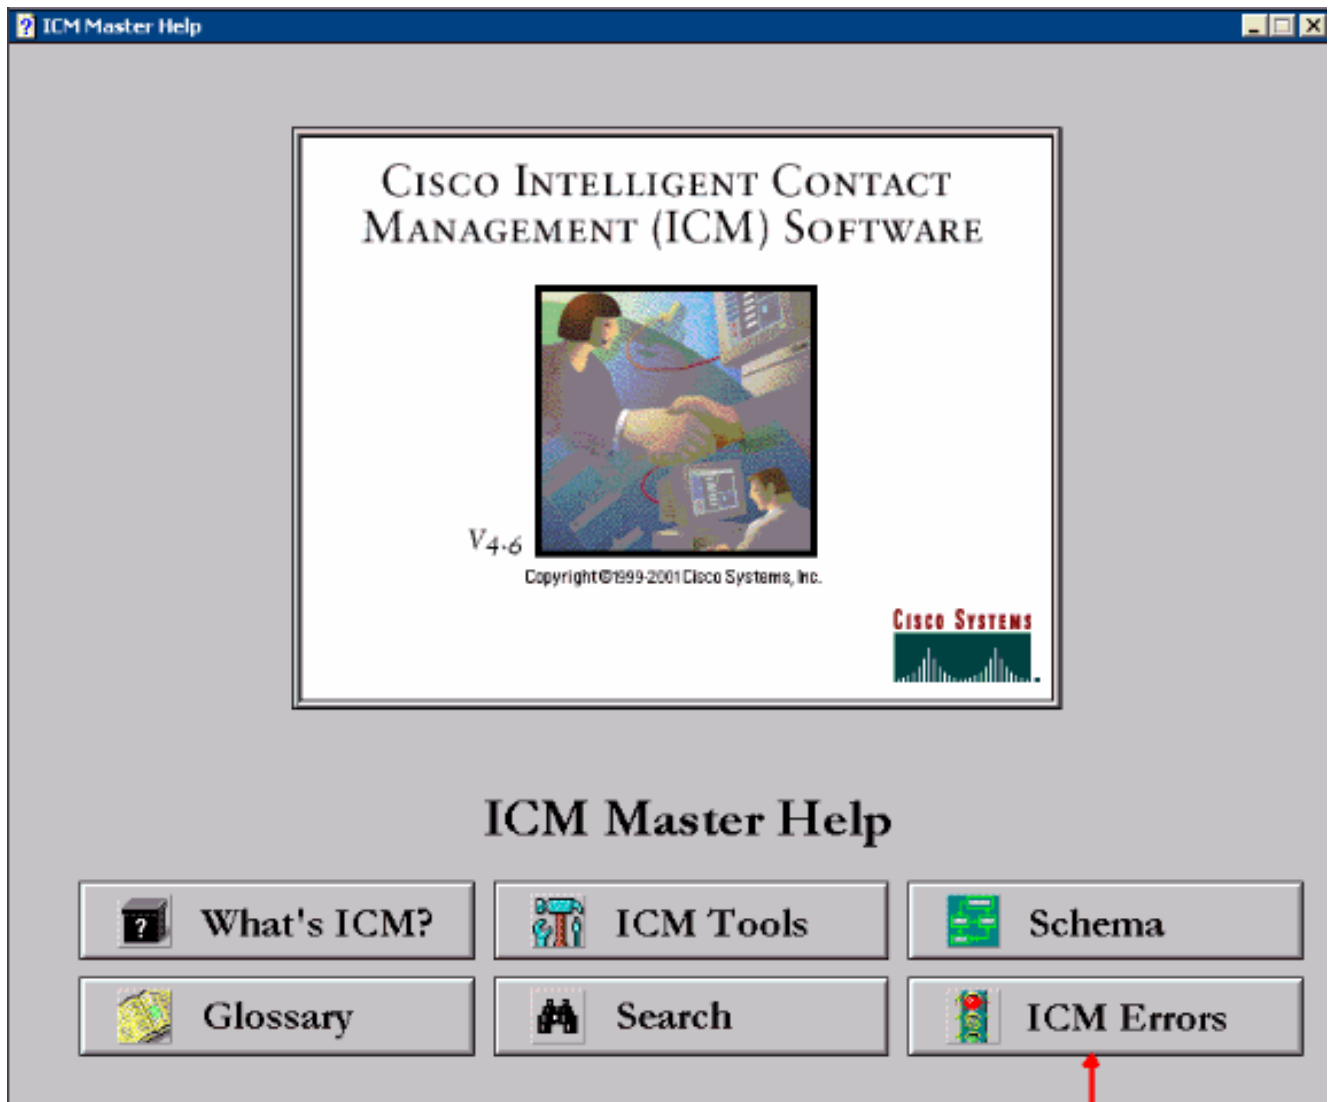 ICM Master Help
CISCO INTELLIGENT CONTACT
MANAGEMENT (ICM) SOFTWARE
V4.6
Copyright ©1999-2001 Cisco Systems, Inc.
CISCO SYSTEMS
ICM Master Help
What's ICM?
ICM Tools
Schema
Glossary
Search
ICM Errors